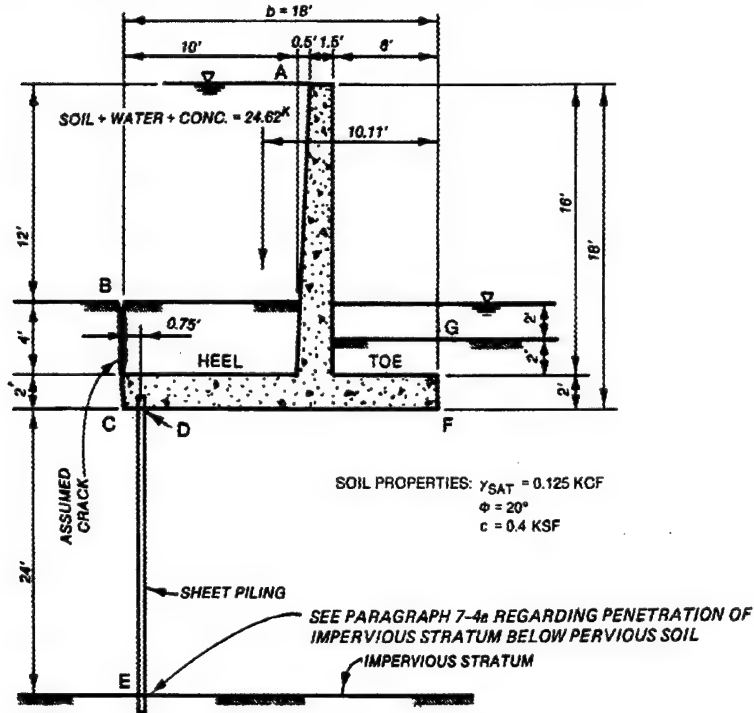 b = 18'
10'
0.5'
1.5'
6'
A
SOIL + WATER + CONC. = 24.62K
10.11'
12'
16'
18'
B
0.75'
G
2'
4'
HEEL
TOE
2'
2'
2'
C
D
F
ASSUMED
CRACK
SOIL PROPERTIES: γSAT = 0.125 KCF
Φ = 20°
c = 0.4 KSF
24'
SHEET PILING
SEE PARAGRAPH 7-4a REGARDING PENETRATION OF
IMPERVIOUS STRATUM BELOW PERVIOUS SOIL
IMPERVIOUS STRATUM
E